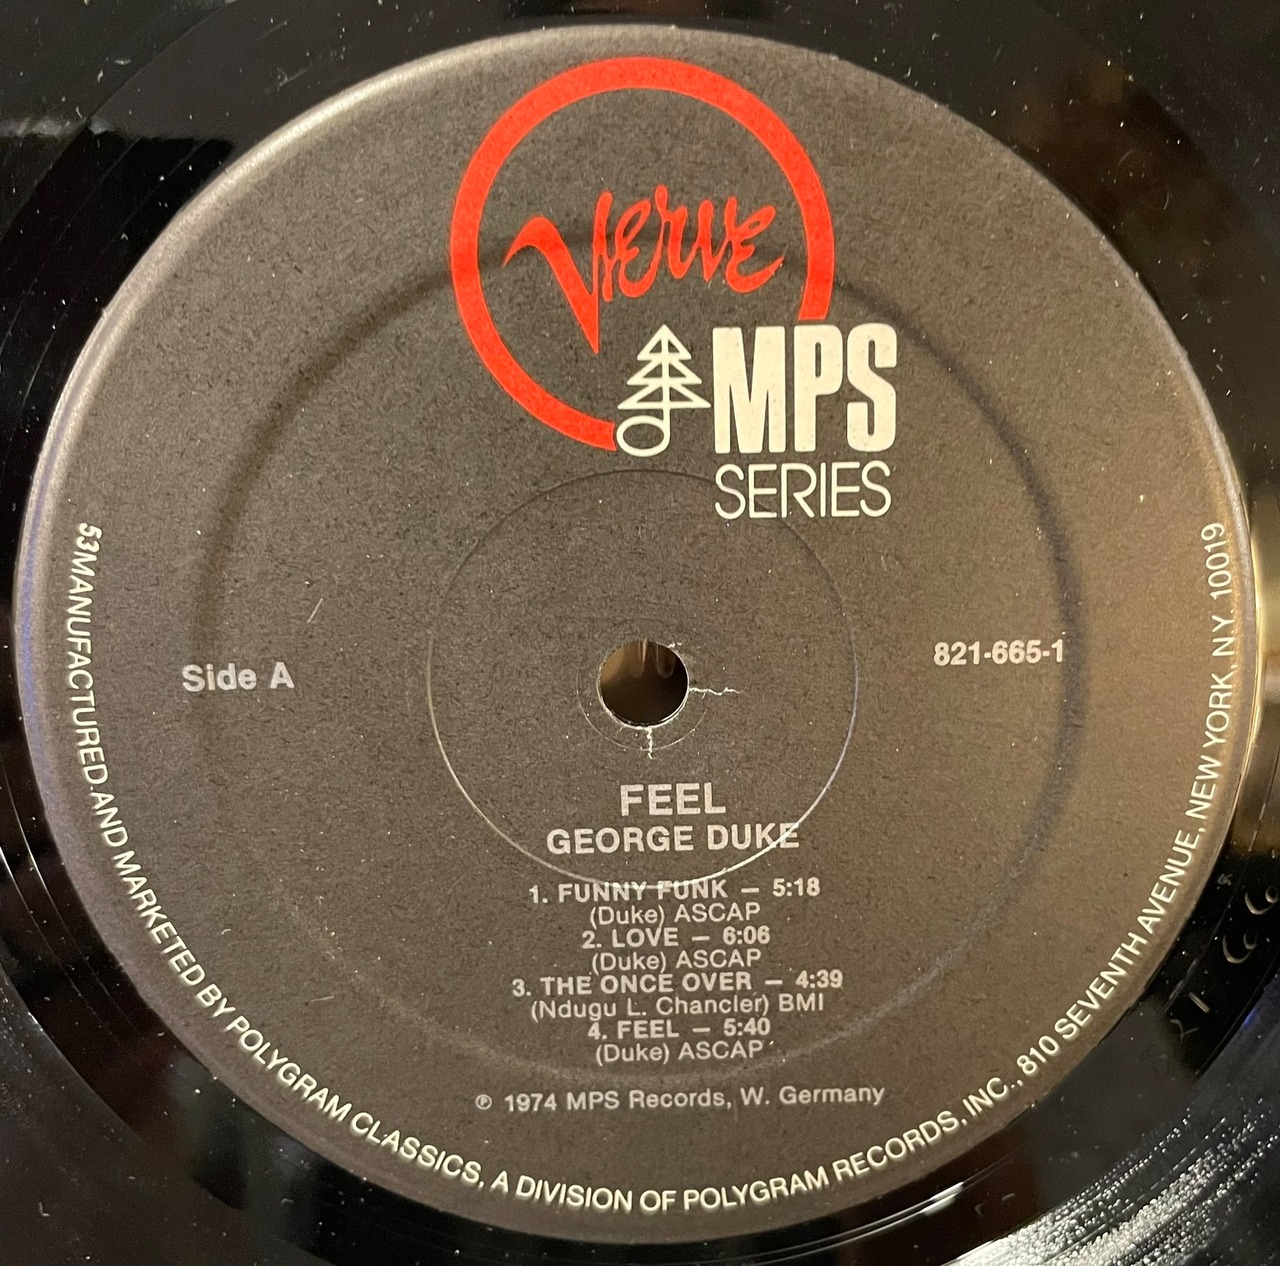 Verve
MPS
SERIES
Side A
821-665-1
FEEL
GEORGE DUKE
1. FUNNY FUNK — 5:18
(Duke) ASCAP
2. LOVE — 6:06
(Duke) ASCAP
3. THE ONCE OVER — 4:39
(Ndugu L. Chancler) BMI
4. FEEL — 5:40
(Duke) ASCAP
℗ 1974 MPS Records, W. Germany
53MANUFACTURED AND MARKETED BY POLYGRAM CLASSICS, A DIVISION OF POLYGRAM RECORDS, INC., 810 SEVENTH AVENUE, NEW YORK, N.Y. 10019